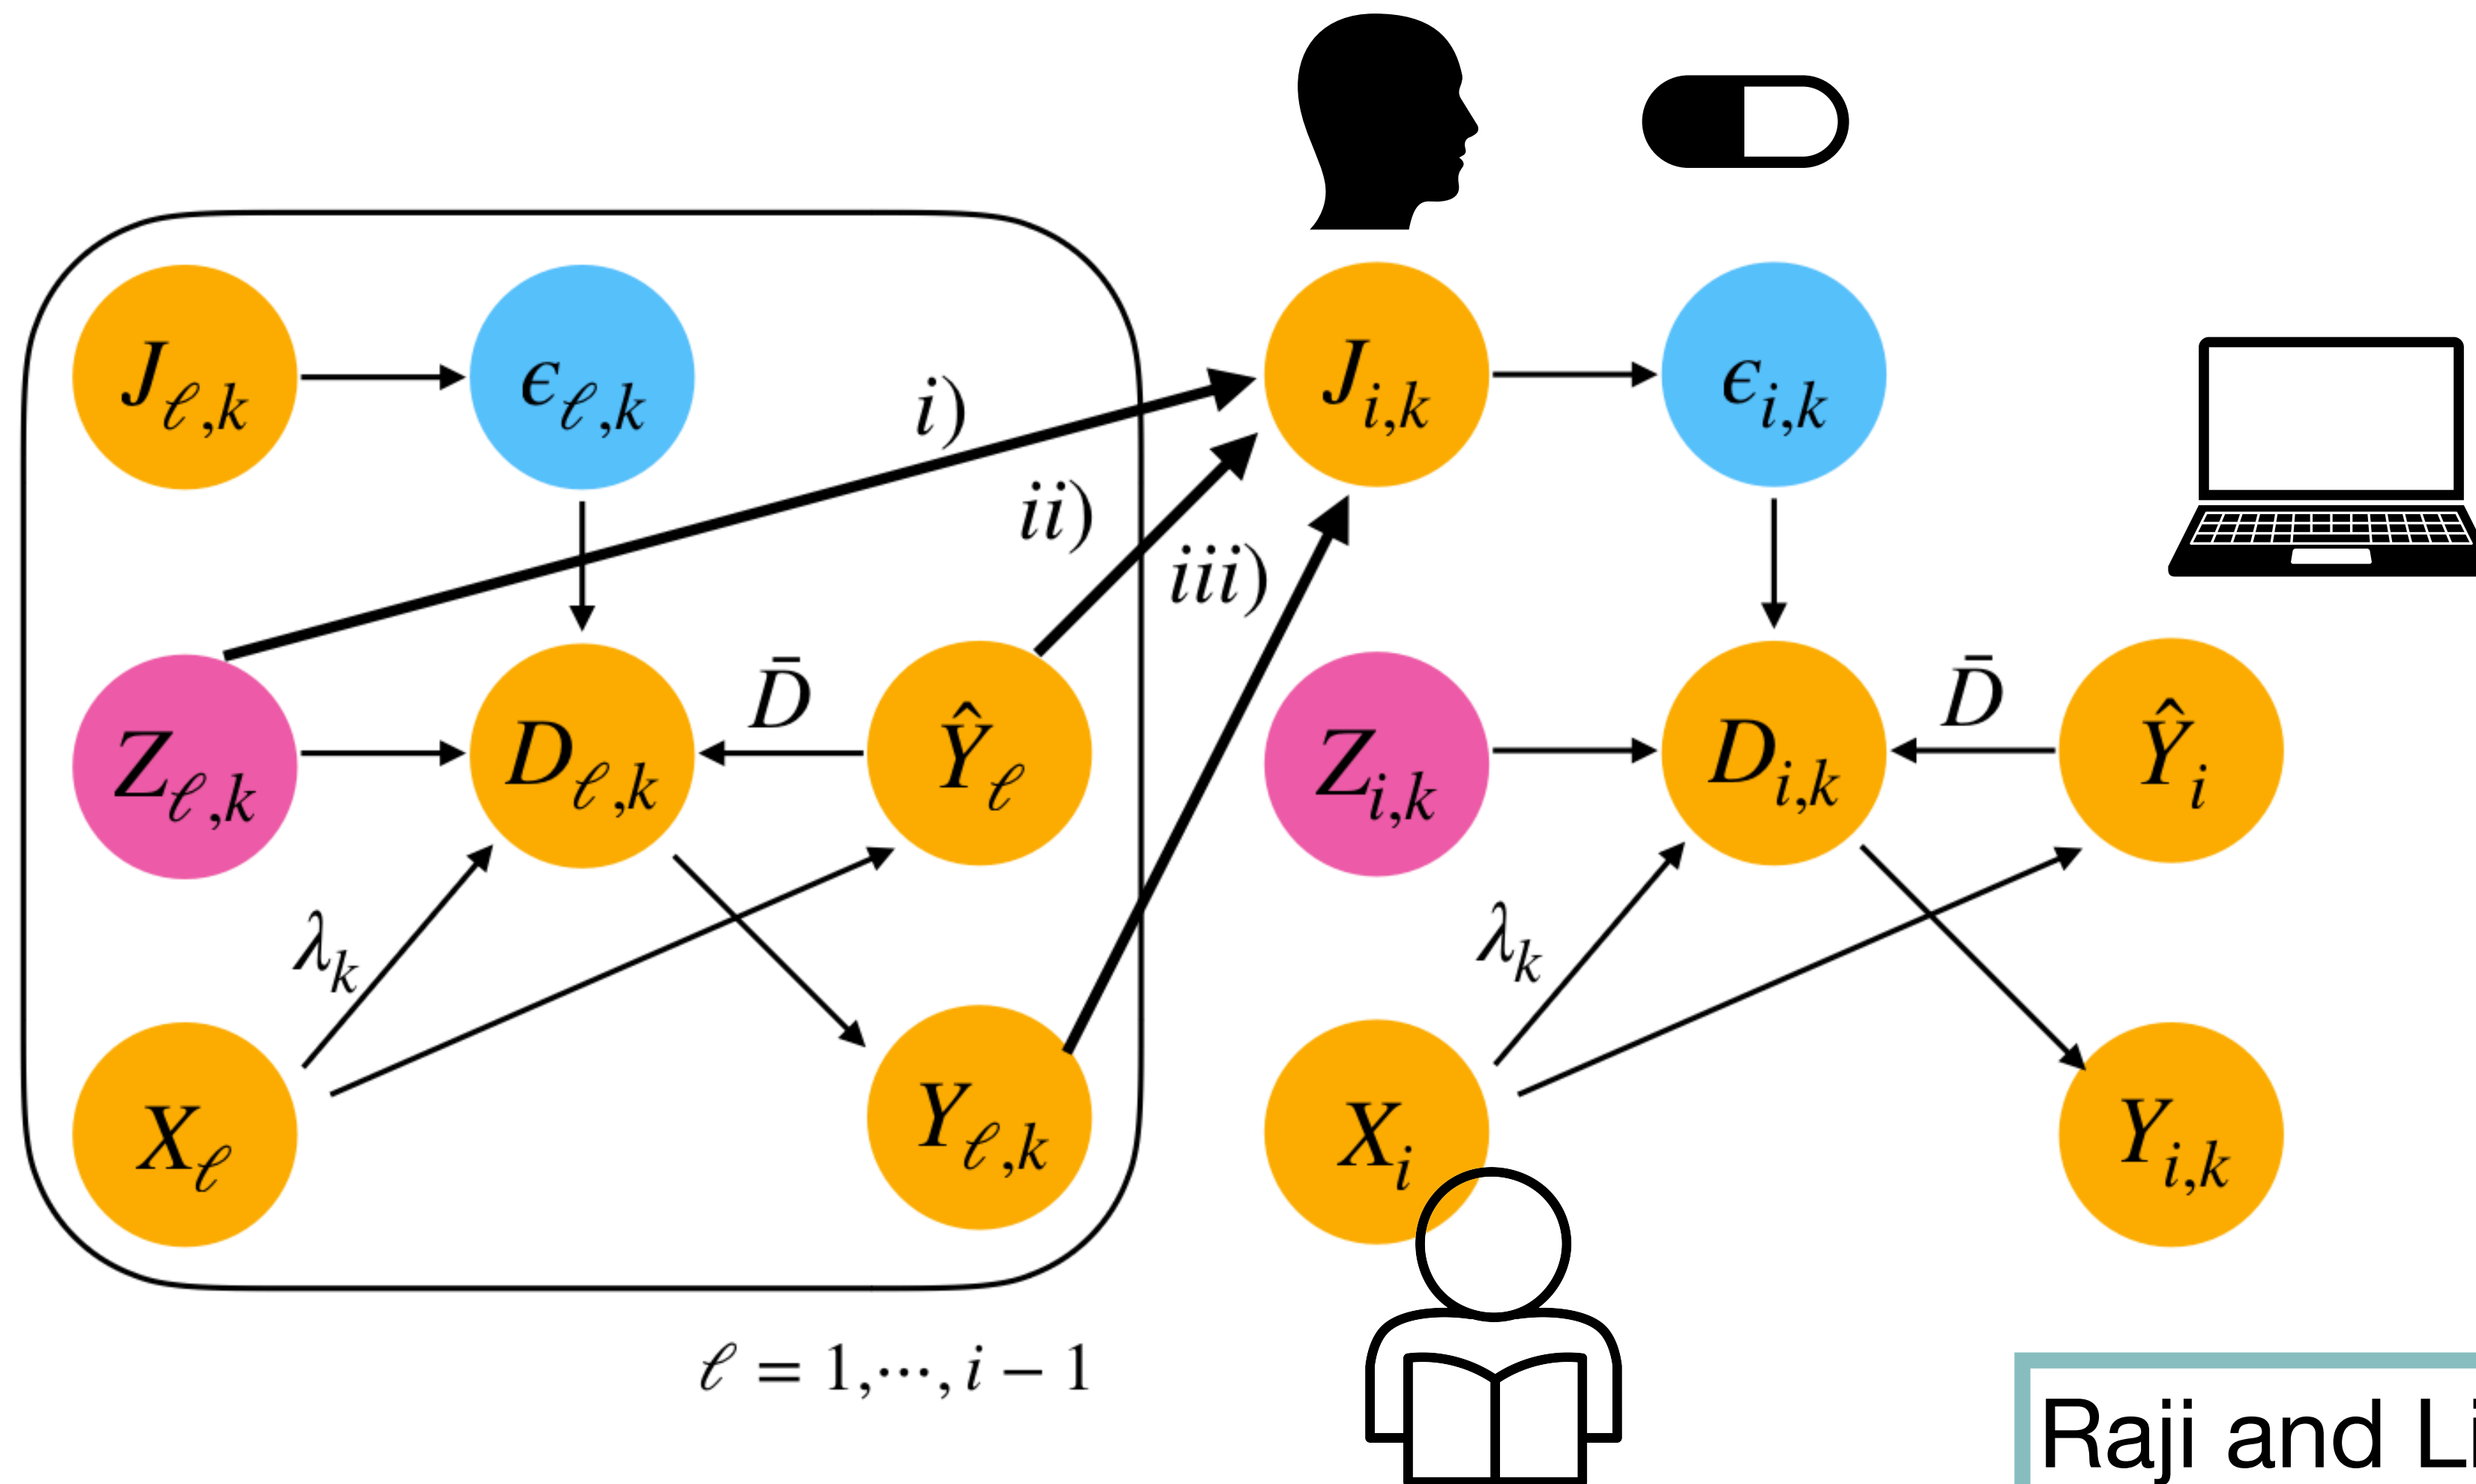 J_{ℓ,k}
ϵ_{ℓ,k}
i)
J_{i,k}
ϵ_{i,k}
ii)
iii)
Z_{ℓ,k}
D_{ℓ,k}
D̄
Ŷ_ℓ
Z_{i,k}
D_{i,k}
D̄
Ŷ_i
λ_k
λ_k
X_ℓ
Y_{ℓ,k}
X_i
Y_{i,k}
ℓ = 1,⋯, i − 1
Raji and